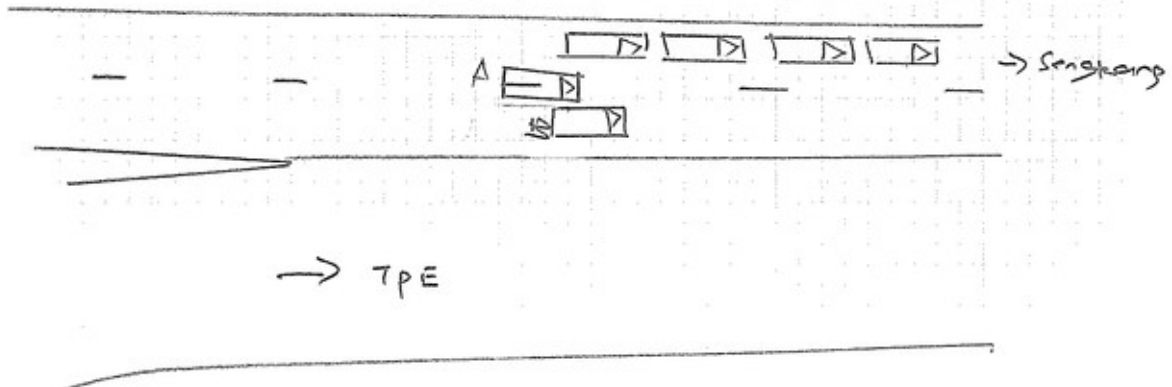 → Sengkang
A
→ TPE